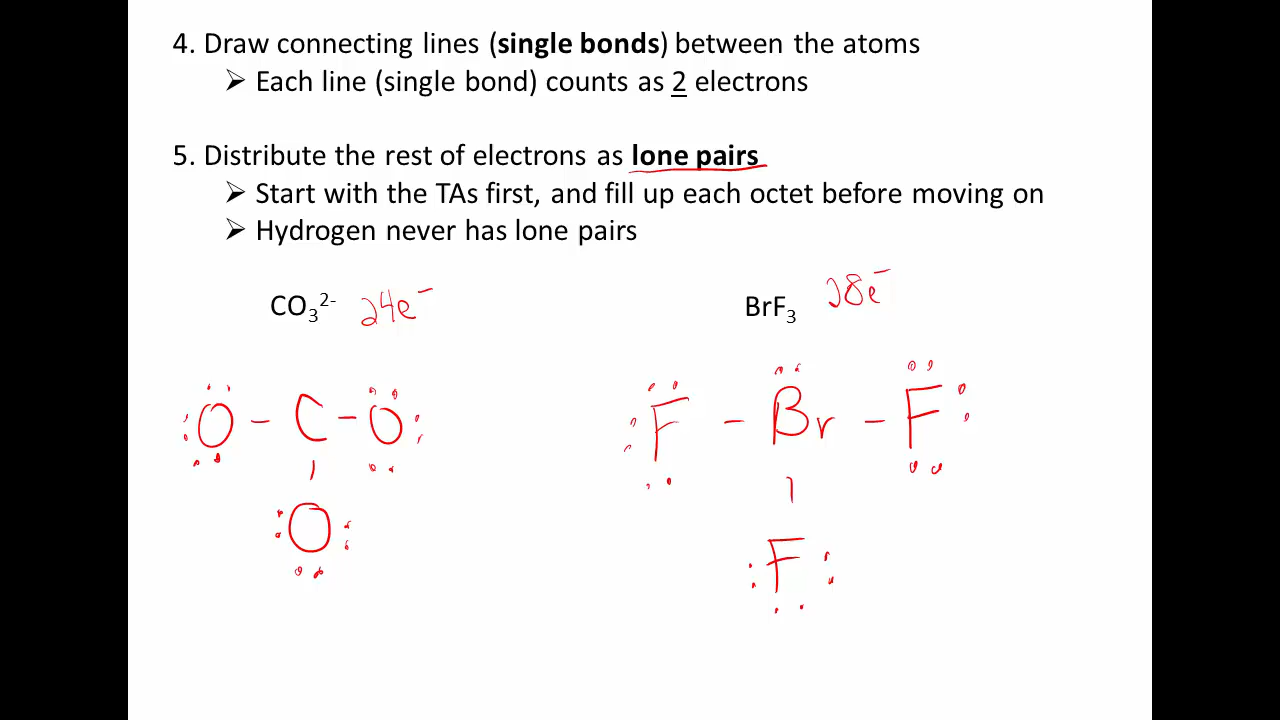 4. Draw connecting lines (single bonds) between the atoms
➢ Each line (single bond) counts as 2 electrons
5. Distribute the rest of electrons as lone pairs
➢ Start with the TAs first, and fill up each octet before moving on
➢ Hydrogen never has lone pairs
CO₃²⁻ 24e⁻
BrF₃ 28e⁻
O - C - O
O
F - Br - F
F